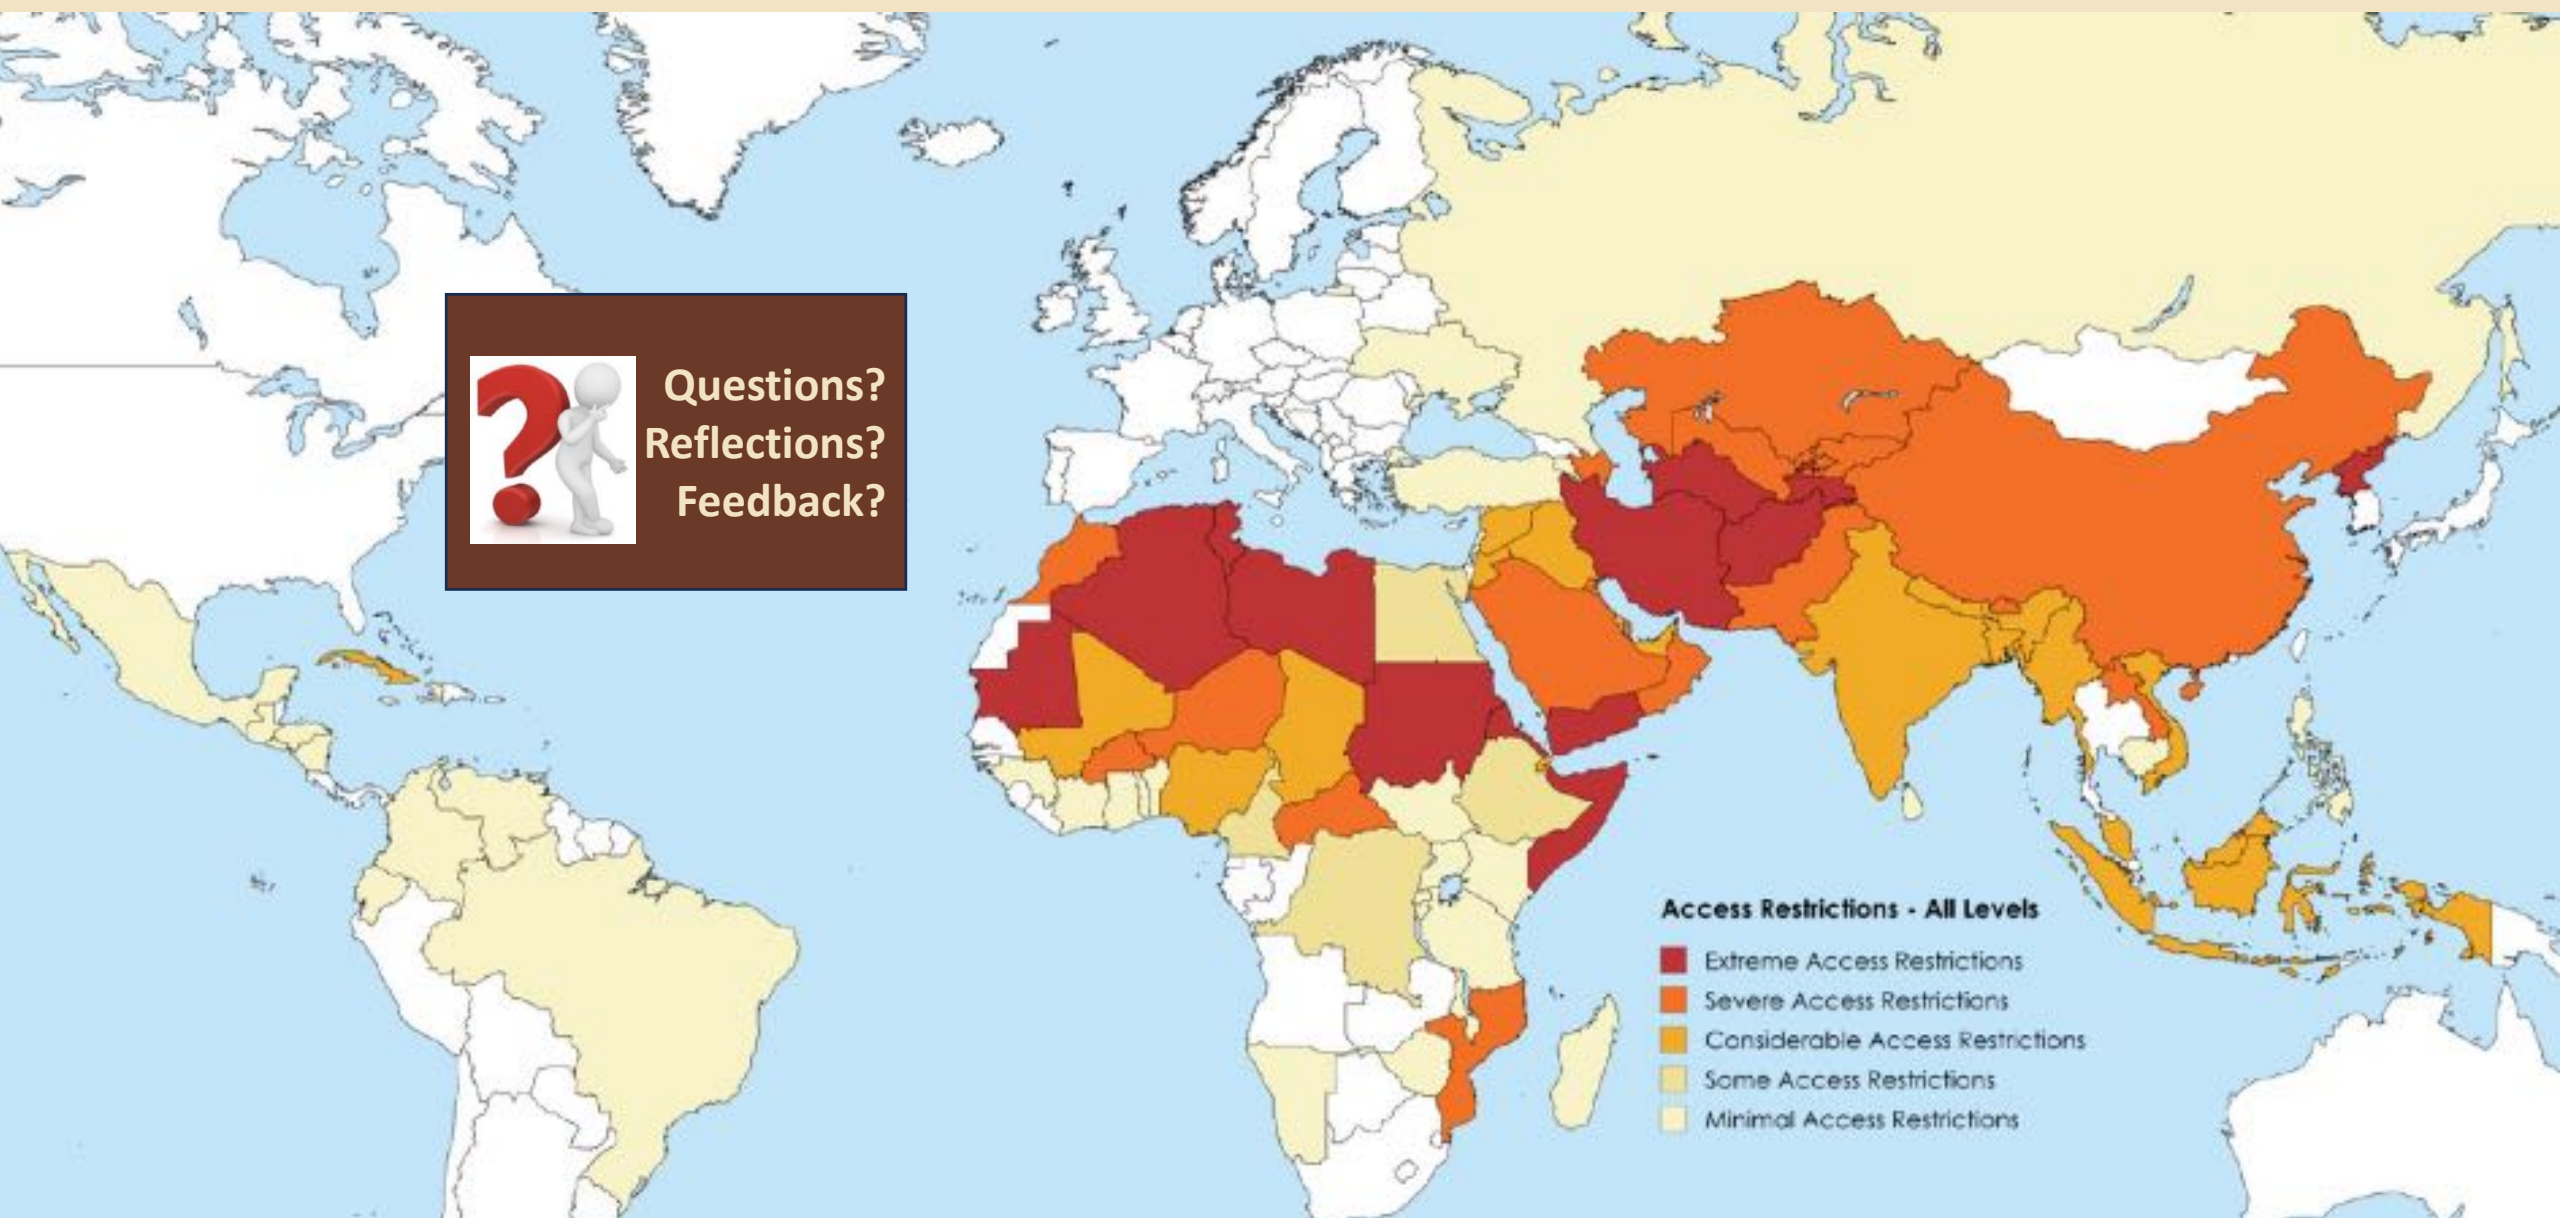 Questions?
Reflections?
Feedback?
Access Restrictions - All Levels
Extreme Access Restrictions
Severe Access Restrictions
Considerable Access Restrictions
Some Access Restrictions
Minimal Access Restrictions